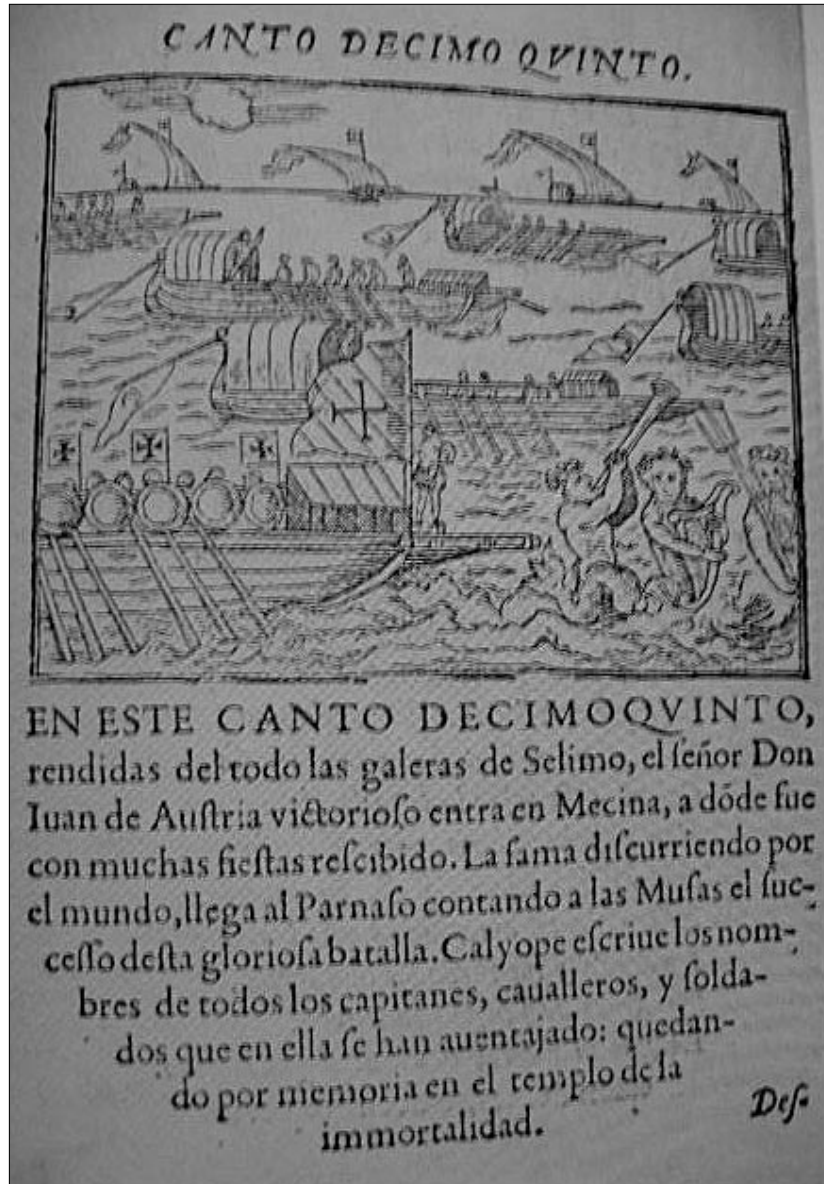 CANTO DECIMO QVINTO.
EN ESTE CANTO DECIMOQVINTO,
rendidas del todo las galeras de Selimo, el ſeñor Don
Iuan de Auſtria victorioſo entra en Mecina, a dõde fue
con muchas fieſtas reſcibido. La fama diſcurriendo por
el mundo, llega al Parnaſo contando a las Muſas el ſuc-
ceſſo deſta glorioſa batalla. Calyope eſcriue los nom-
bres de todos los capitanes, caualleros, y ſolda-
dos que en ella ſe han auentajado: quedan-
do por memoria en el templo de la
immortalidad.
Deſ-